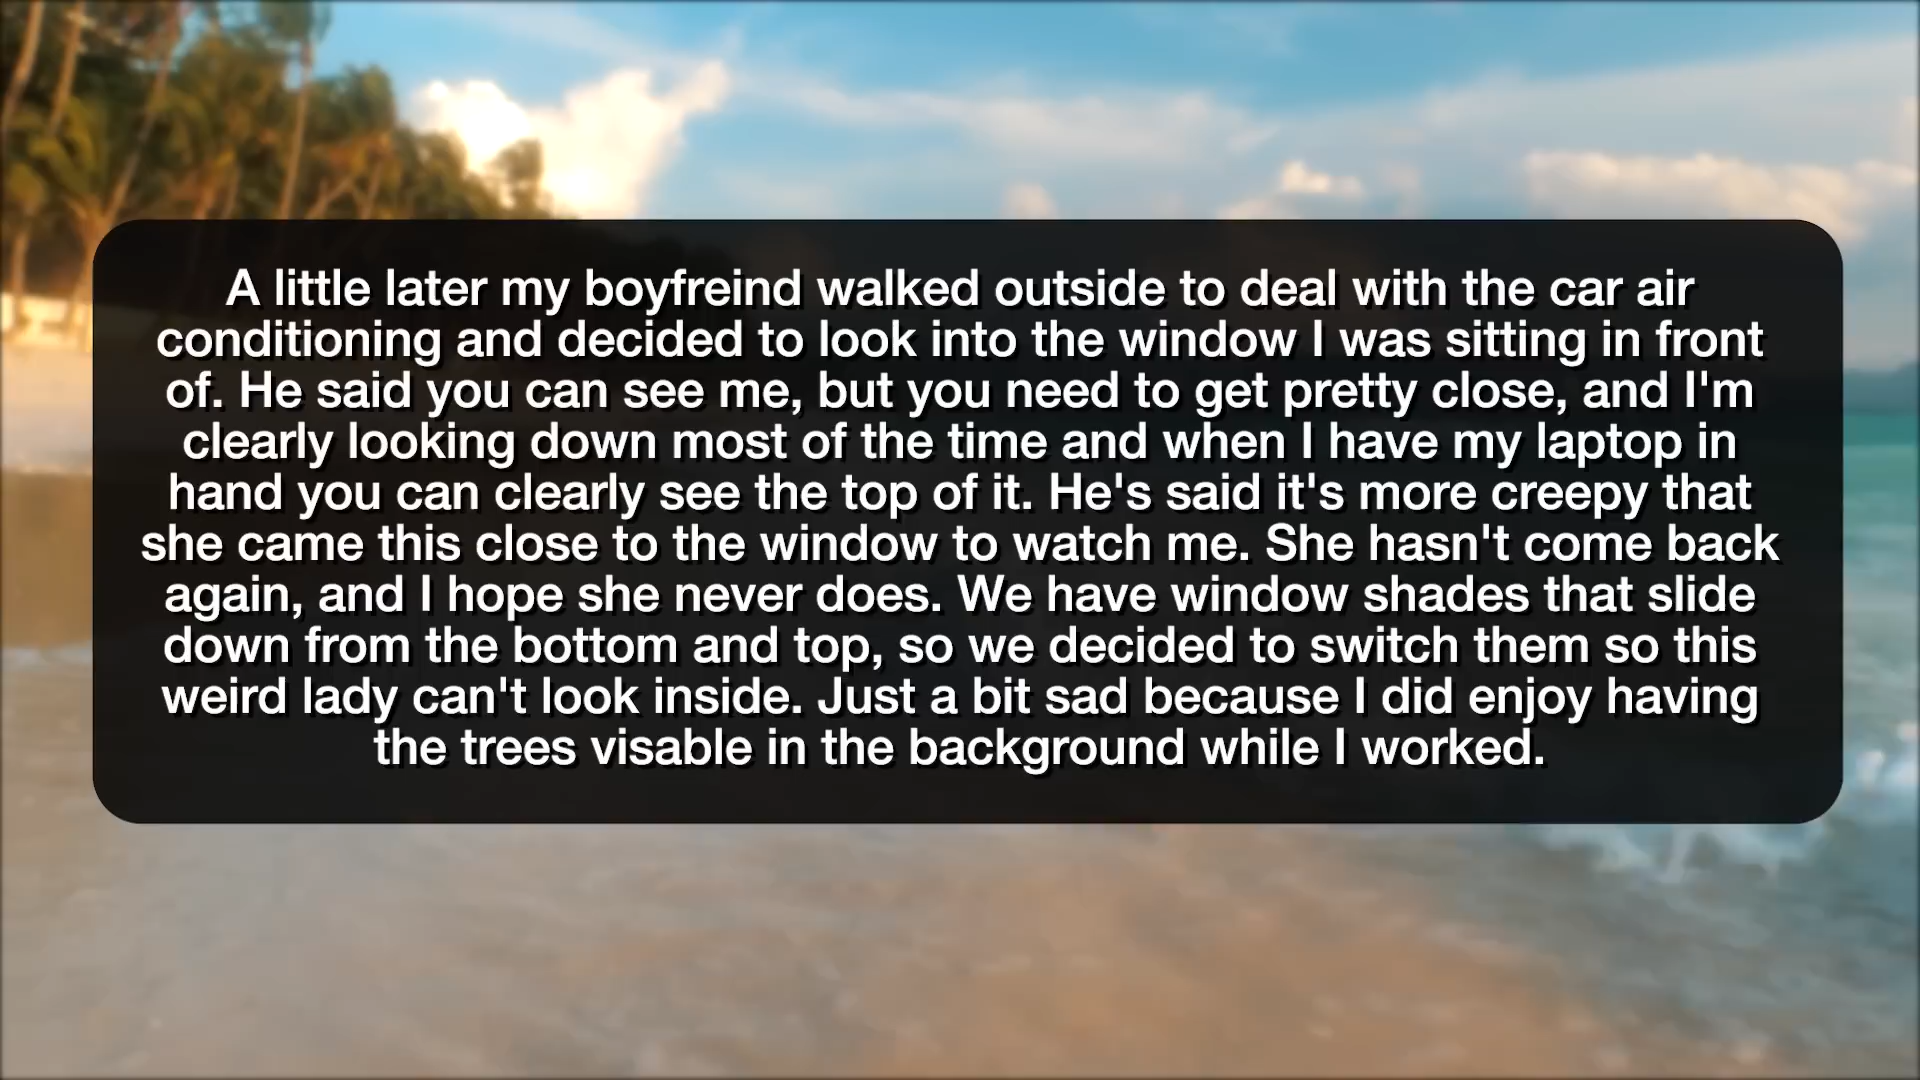 A little later my boyfreind walked outside to deal with the car air
conditioning and decided to look into the window I was sitting in front
of. He said you can see me, but you need to get pretty close, and I'm
clearly looking down most of the time and when I have my laptop in
hand you can clearly see the top of it. He's said it's more creepy that
she came this close to the window to watch me. She hasn't come back
again, and I hope she never does. We have window shades that slide
down from the bottom and top, so we decided to switch them so this
weird lady can't look inside. Just a bit sad because I did enjoy having
the trees visable in the background while I worked.